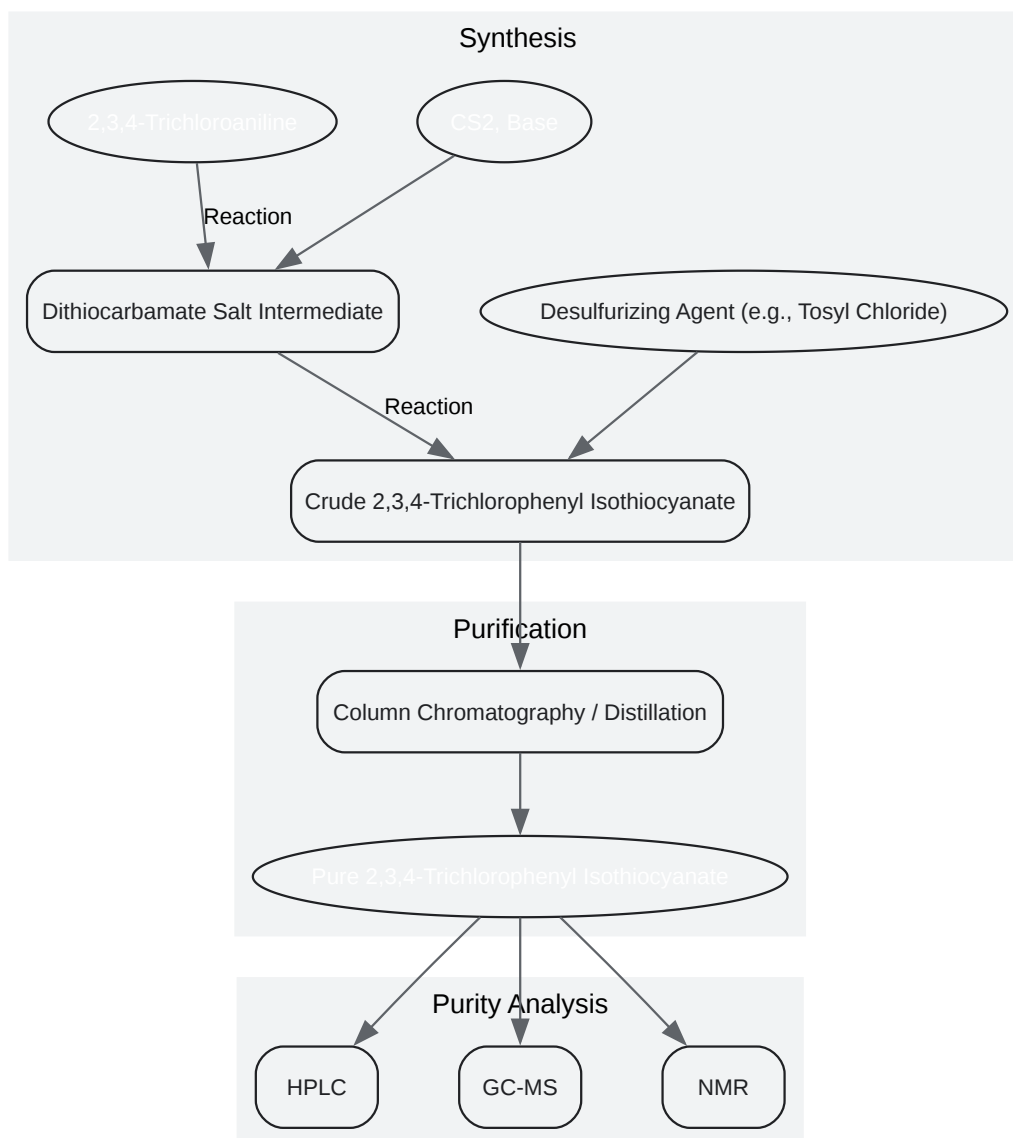 Synthesis
2,3,4-Trichloroaniline
CS2, Base
Reaction
Dithiocarbamate Salt Intermediate
Desulfurizing Agent (e.g., Tosyl Chloride)
Reaction
Crude 2,3,4-Trichlorophenyl Isothiocyanate
Purification
Column Chromatography / Distillation
Pure 2,3,4-Trichlorophenyl Isothiocyanate
Purity Analysis
HPLC
GC-MS
NMR